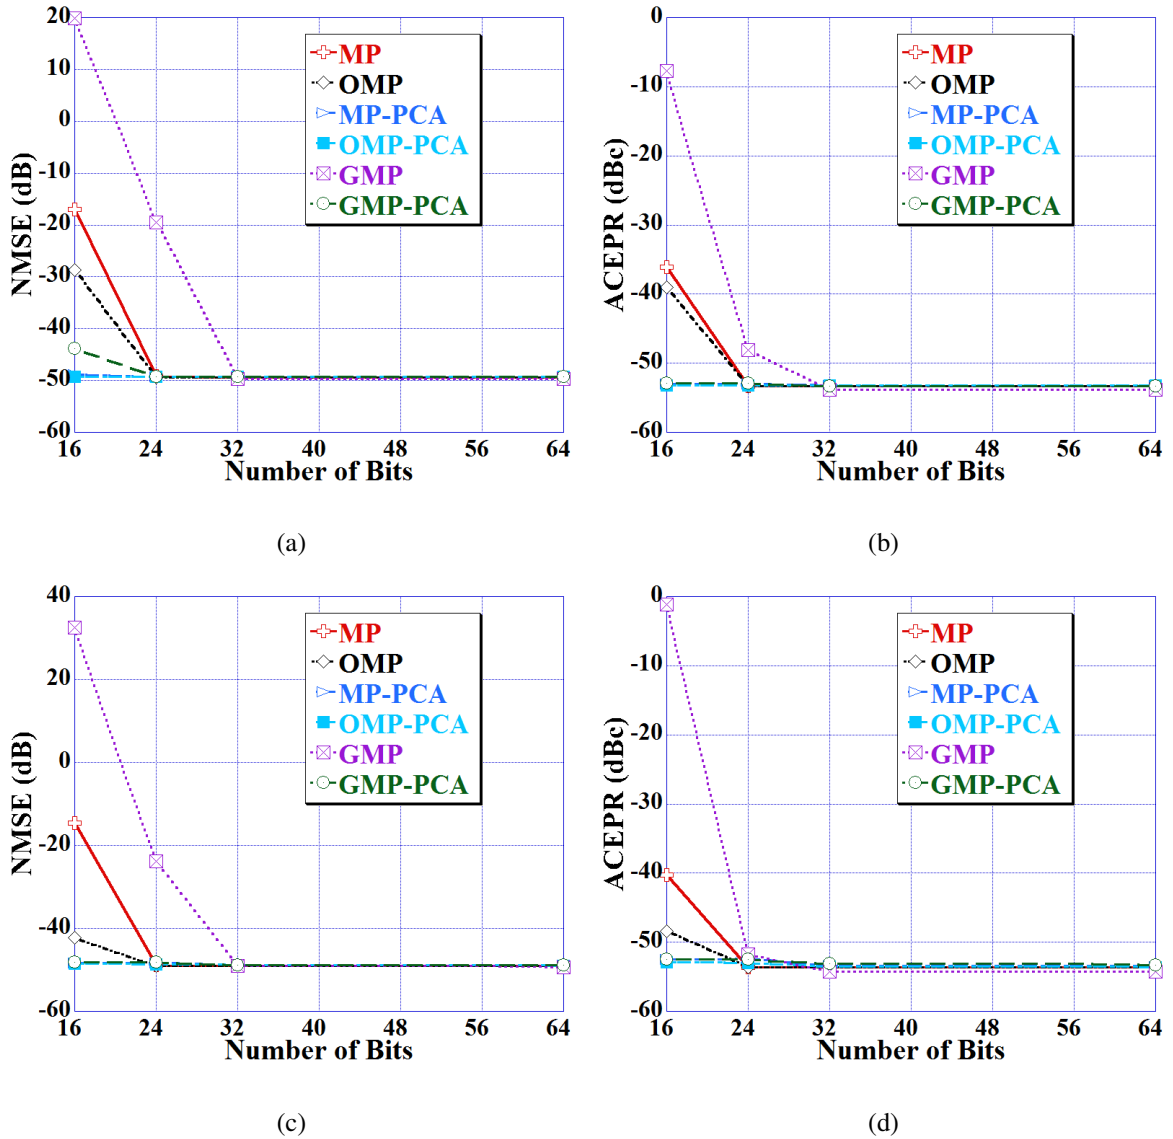 20
10
0
-10
-20
-30
-40
-50
-60
NMSE (dB)
MP
OMP
MP-PCA
OMP-PCA
GMP
GMP-PCA
16 24 32 40 48 56 64
Number of Bits
(a)
0
-10
-20
-30
-40
-50
-60
ACEPR (dBc)
MP
OMP
MP-PCA
OMP-PCA
GMP
GMP-PCA
16 24 32 40 48 56 64
Number of Bits
(b)
40
20
0
-20
-40
-60
NMSE (dB)
MP
OMP
MP-PCA
OMP-PCA
GMP
GMP-PCA
16 24 32 40 48 56 64
Number of Bits
(c)
0
-10
-20
-30
-40
-50
-60
ACEPR (dBc)
MP
OMP
MP-PCA
OMP-PCA
GMP
GMP-PCA
16 24 32 40 48 56 64
Number of Bits
(d)